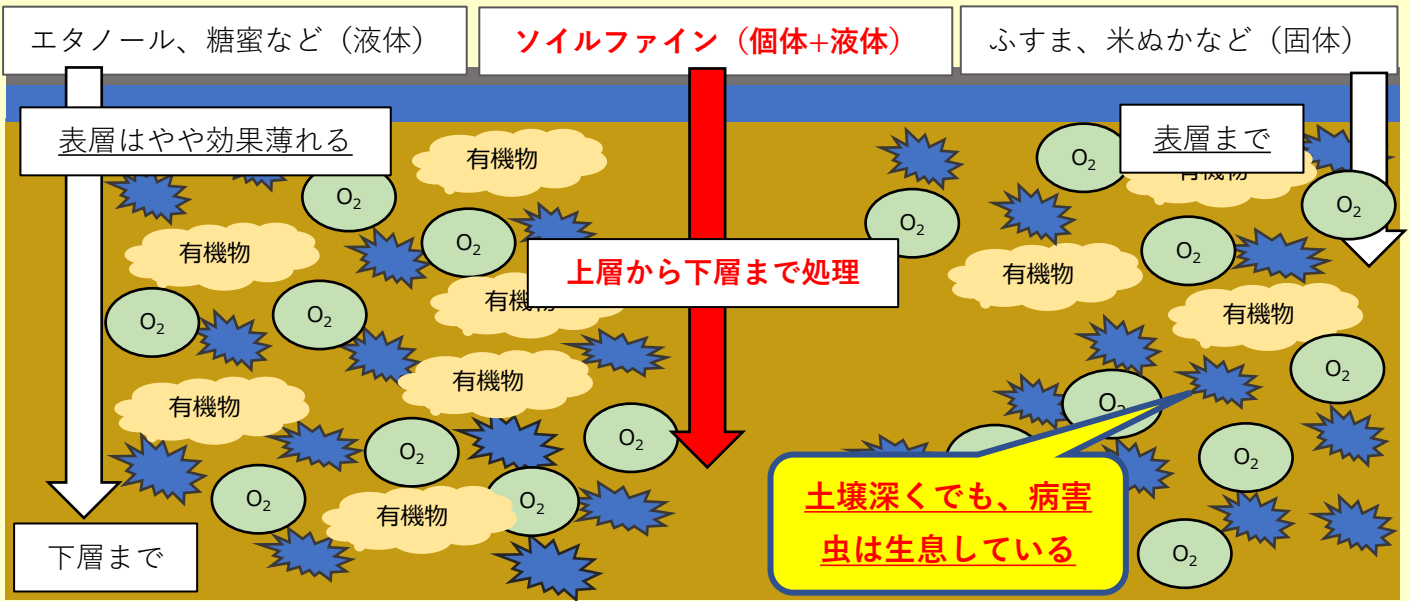 エタノール、糖蜜など（液体）
ソイルファイン（個体+液体）
ふすま、米ぬかなど（固体）
表層はやや効果薄れる
表層まで
有機物
O₂
有機物
O₂
O₂
O₂
O₂
有機物
上層から下層まで処理
O₂
有機物
有機物
有機物
O₂
O₂
有機物
O₂
有機物
O₂
有機物
O₂
O₂
O₂
O₂
O₂
O₂
O₂
有機物
O₂
土壌深くでも、病害
虫は生息している
下層まで
O₂